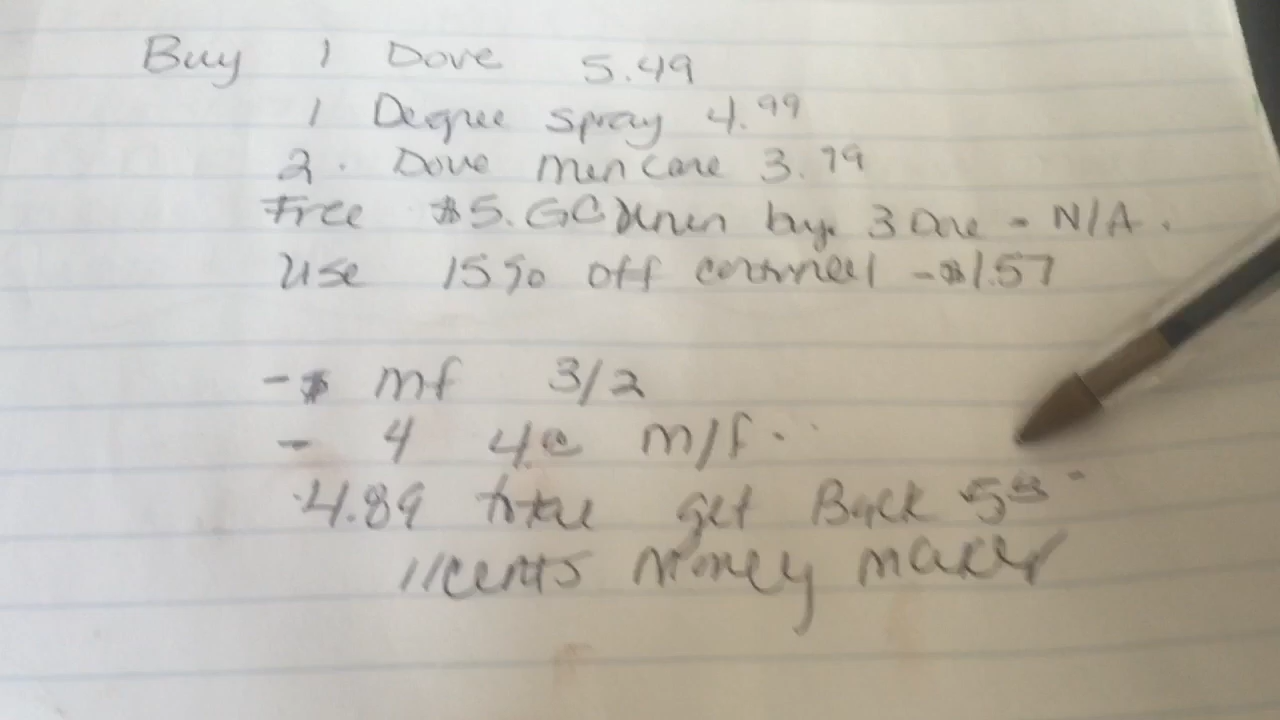 Buy 1 Dove 5.49
1 Degree Spray 4.99
2. Dove men care 3.79
Free $5. GC when buy. 3 One - N/A.
Use 15% off cartwheel -$1.57
-$ mf 3/2
- 4 4.c m/f.
4.89 total get Back 5
11cents money maker